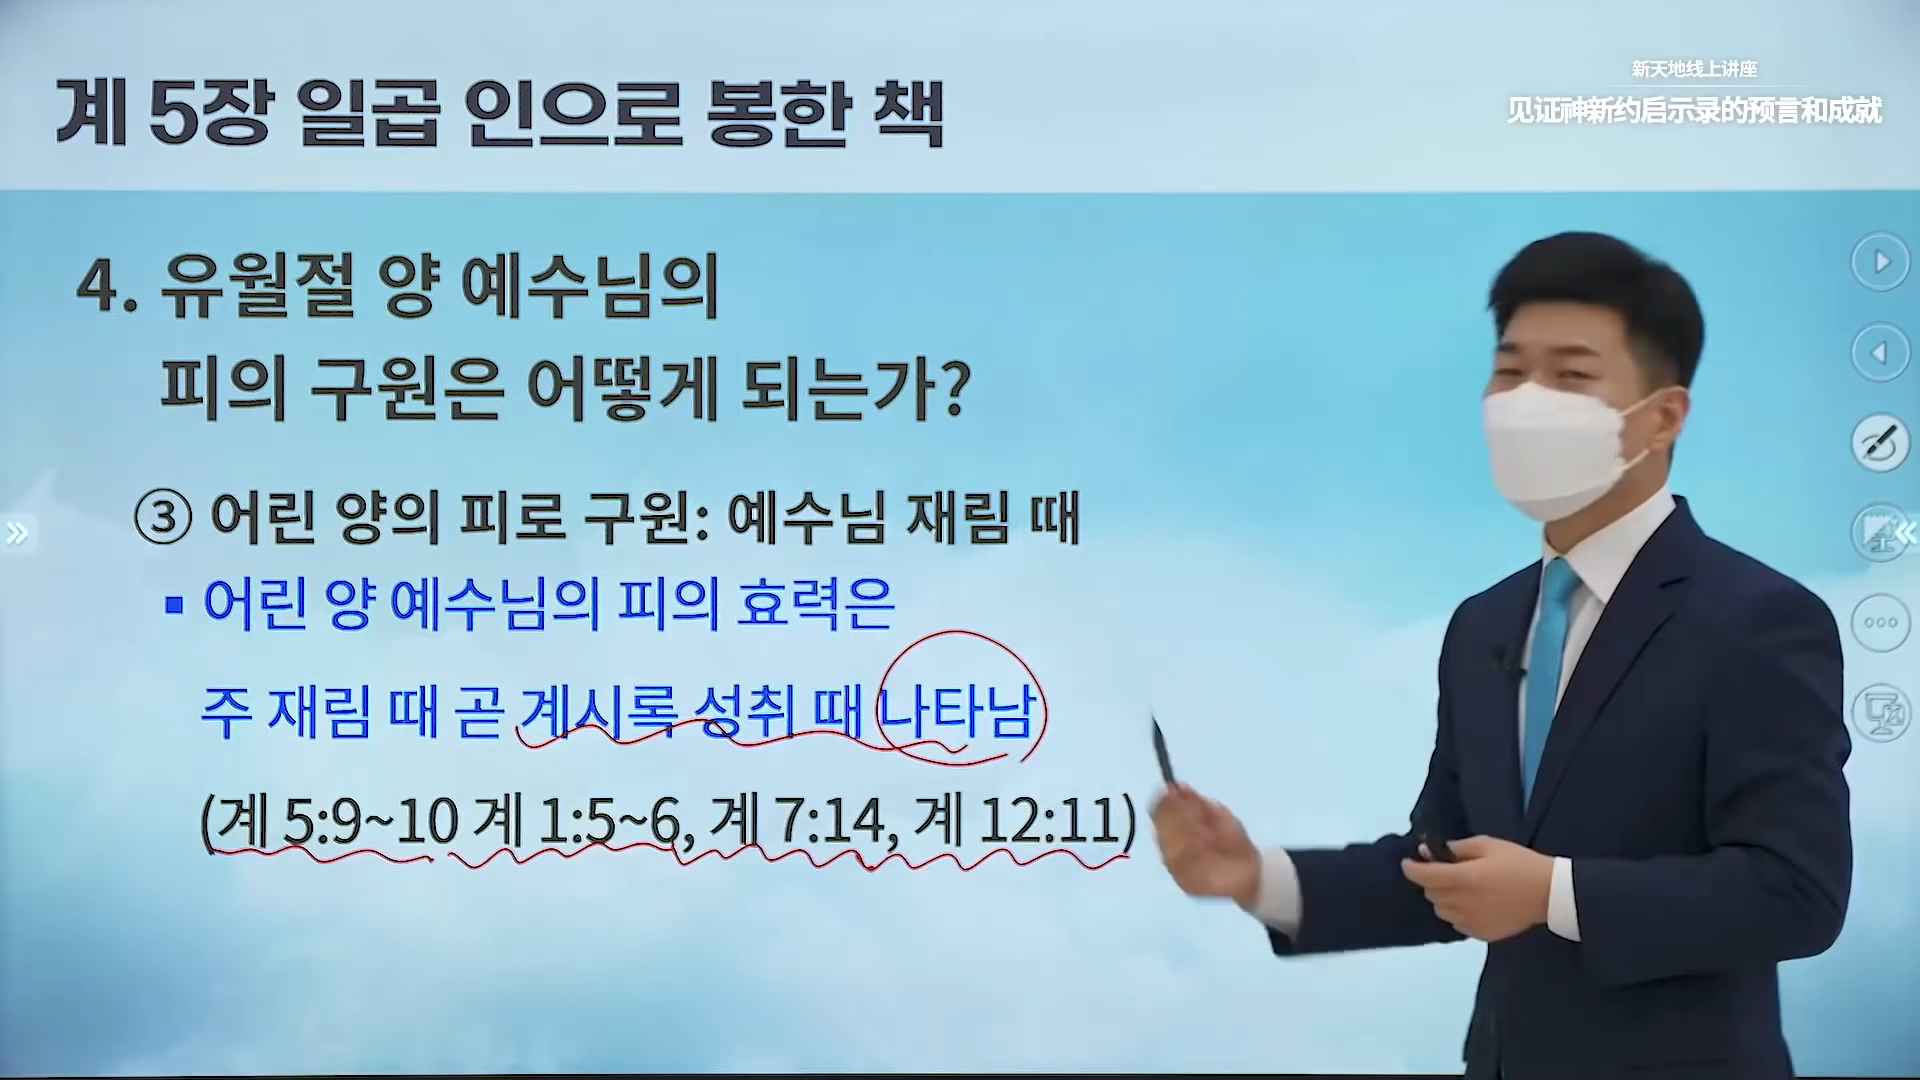 계 5장 일곱 인으로 봉한 책
新天地线上讲座
见证神新约启示录的预言和成就
4. 유월절 양 예수님의
피의 구원은 어떻게 되는가?
③ 어린 양의 피로 구원: 예수님 재림 때
▪ 어린 양 예수님의 피의 효력은
주 재림 때 곧 계시록 성취 때 나타남
(계 5:9~10 계 1:5~6, 계 7:14, 계 12:11)